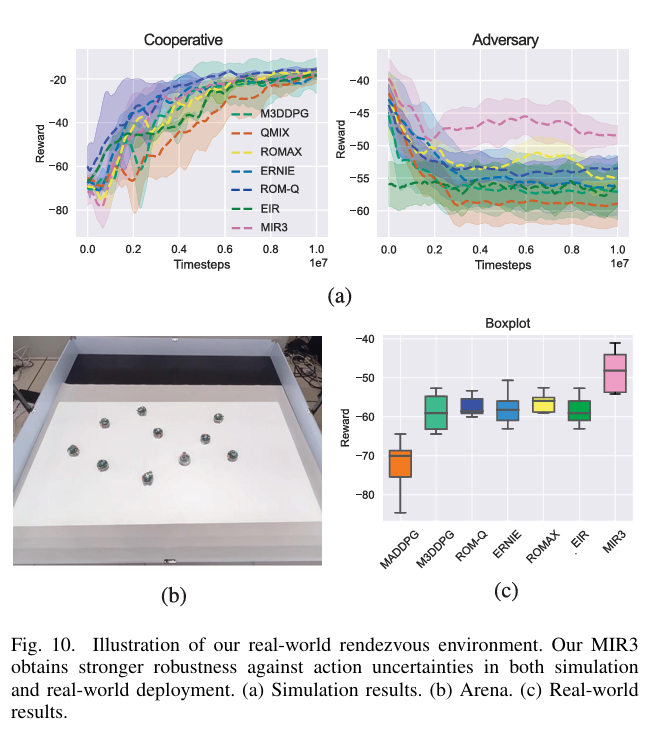 Cooperative
Adversary
Reward
−20
−40
−60
−80
0.0
0.2
0.4
0.6
0.8
1.0
1e7
Timesteps
M3DDPG
QMIX
ROMAX
ERNIE
ROM-Q
EIR
MIR3
Reward
−40
−45
−50
−55
−60
0.0
0.2
0.4
0.6
0.8
1.0
1e7
Timesteps
(a)
(b)
Boxplot
Reward
−40
−50
−60
−70
−80
MADDPG
M3DDPG
ROM-Q
ERNIE
ROMAX
EIR
MIR3
(c)
Fig. 10. Illustration of our real-world rendezvous environment. Our MIR3
obtains stronger robustness against action uncertainties in both simulation
and real-world deployment. (a) Simulation results. (b) Arena. (c) Real-world
results.